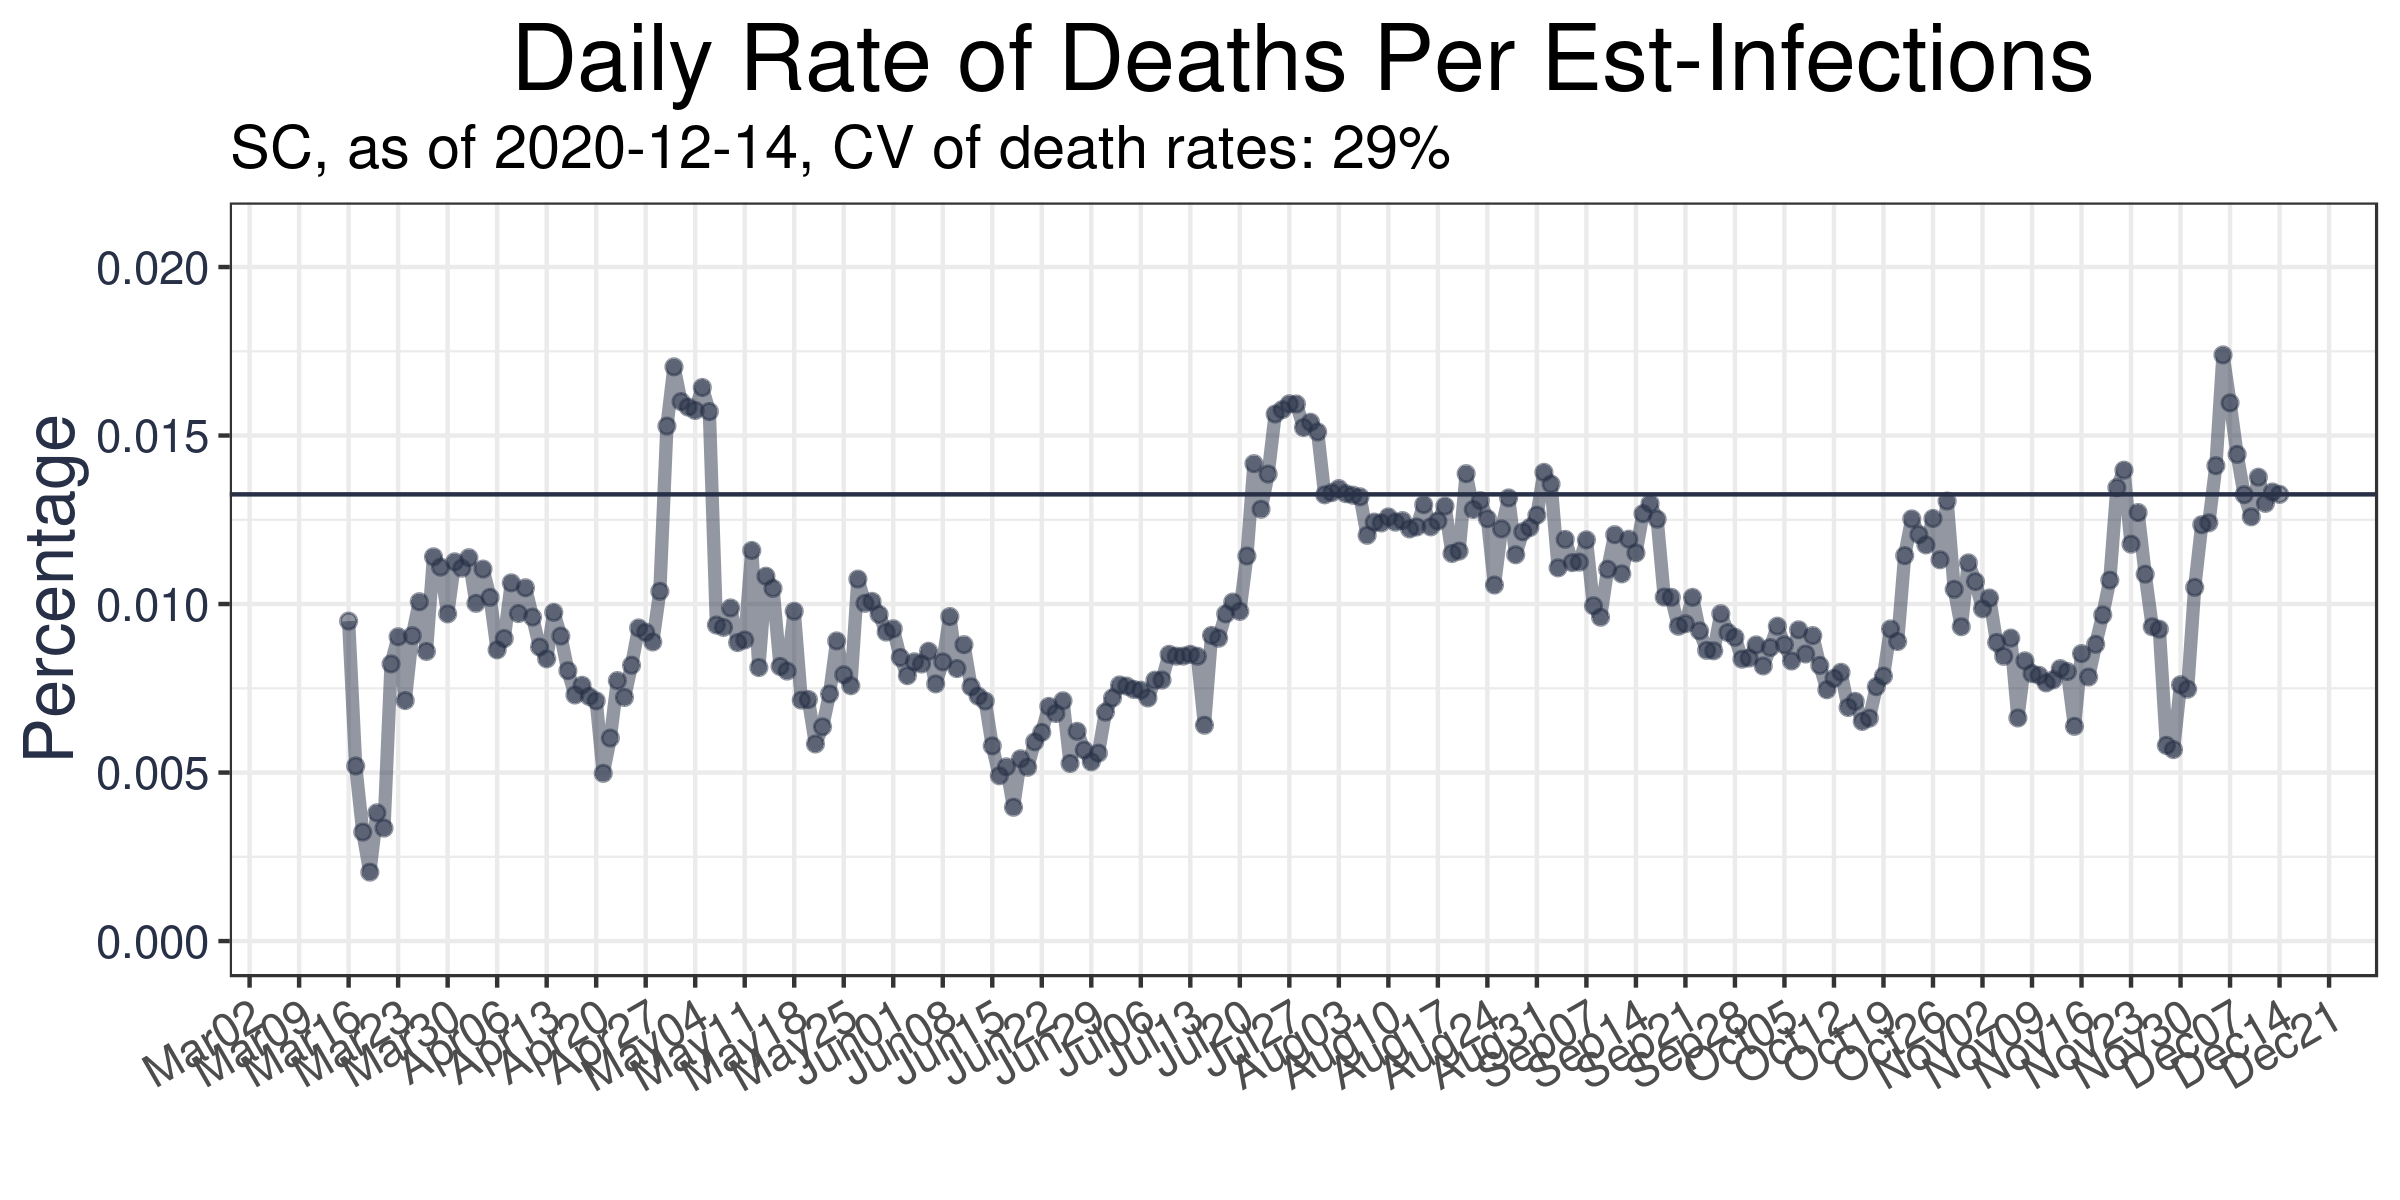 Daily Rate of Deaths Per Est-Infections
SC, as of 2020-12-14, CV of death rates: 29%
Percentage
0.020
0.015
0.010
0.005
0.000
Mar02
Mar09
Mar16
Mar23
Mar30
Apr06
Apr13
Apr20
Apr27
May04
May11
May18
May25
Jun01
Jun08
Jun15
Jun22
Jun29
Jul06
Jul13
Jul20
Jul27
Aug03
Aug10
Aug17
Aug24
Aug31
Sep07
Sep14
Sep21
Sep28
Oct05
Oct12
Oct19
Oct26
Nov02
Nov09
Nov16
Nov23
Nov30
Dec07
Dec14
Dec21